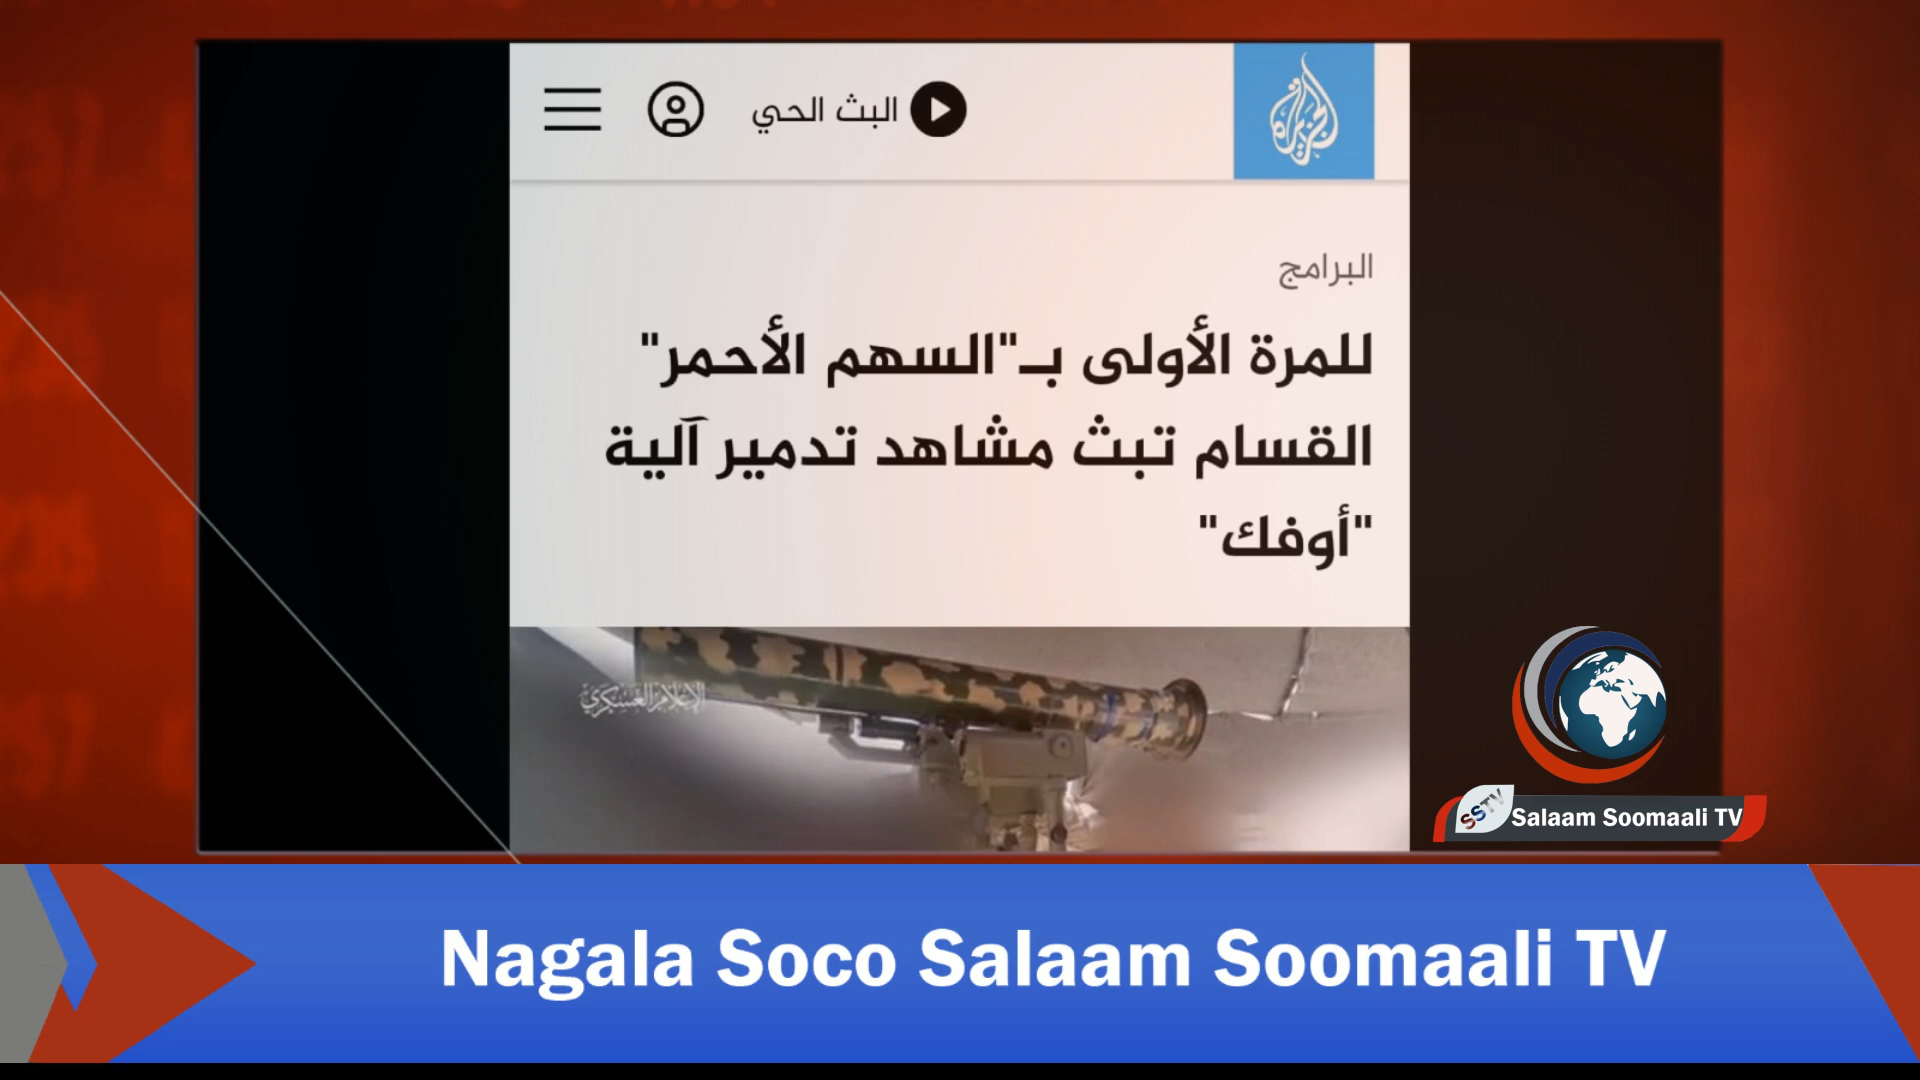 البث الحي
الجزيرة
البرامج
للمرة الأولى بـ"السهم الأحمر"
القسام تبث مشاهد تدمير آلية
"أوفك"
الإعلام العسكري
SSTV
Salaam Soomaali TV
Nagala Soco Salaam Soomaali TV